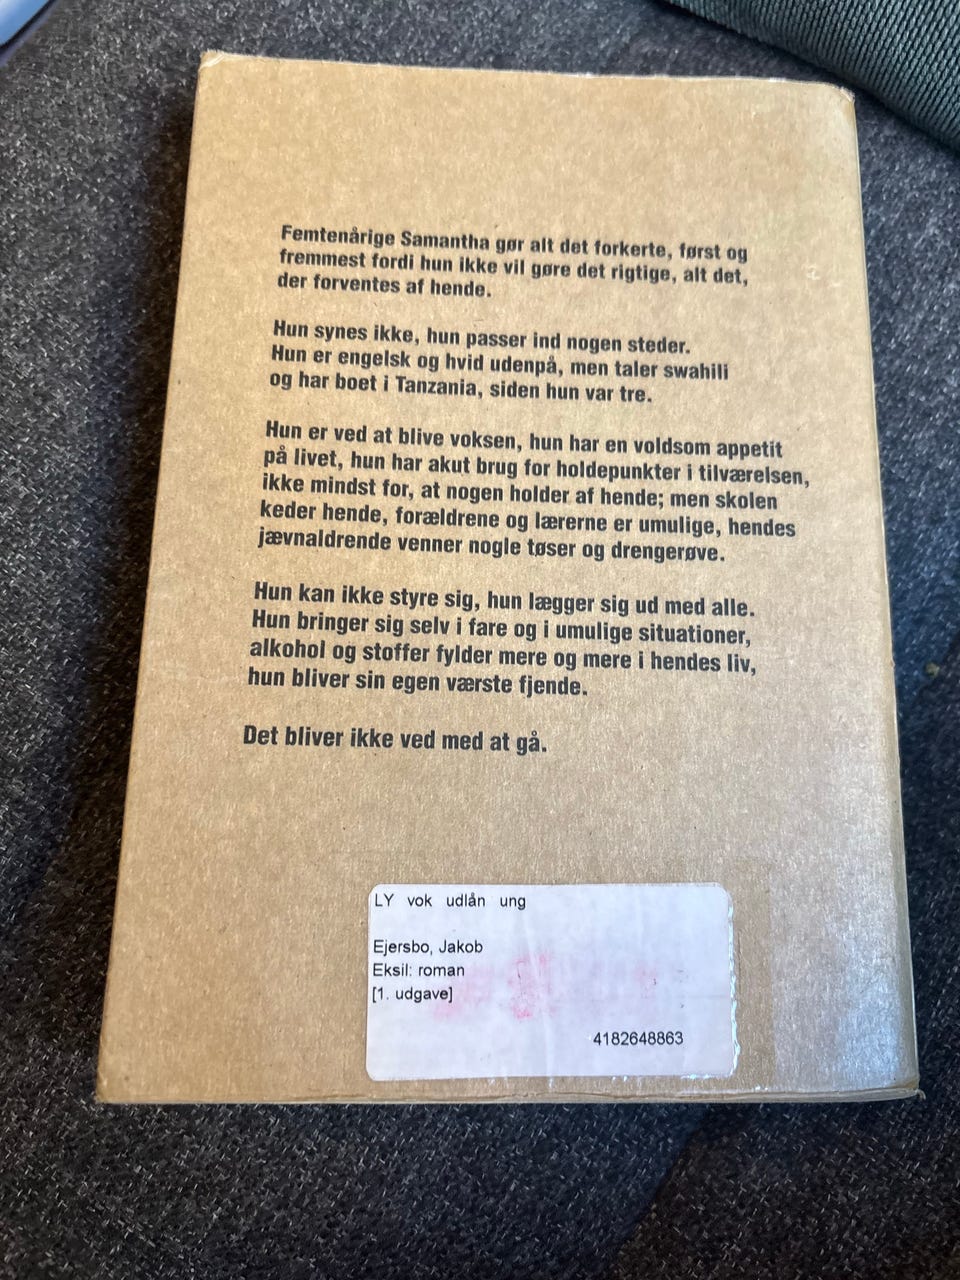 Femtenårige Samantha gør alt det forkerte, først og
fremmest fordi hun ikke vil gøre det rigtige, alt det,
der forventes af hende.
Hun synes ikke, hun passer ind nogen steder.
Hun er engelsk og hvid udenpå, men taler swahili
og har boet i Tanzania, siden hun var tre.
Hun er ved at blive voksen, hun har en voldsom appetit
på livet, hun har akut brug for holdepunkter i tilværelsen,
ikke mindst for, at nogen holder af hende; men skolen
keder hende, forældrene og lærerne er umulige, hendes
jævnaldrende venner nogle tøser og drengerøve.
Hun kan ikke styre sig, hun lægger sig ud med alle.
Hun bringer sig selv i fare og i umulige situationer,
alkohol og stoffer fylder mere og mere i hendes liv,
hun bliver sin egen værste fjende.
Det bliver ikke ved med at gå.
LY vok udlån ung
Ejersbo, Jakob
Eksil: roman
[1. udgave]
4182648863